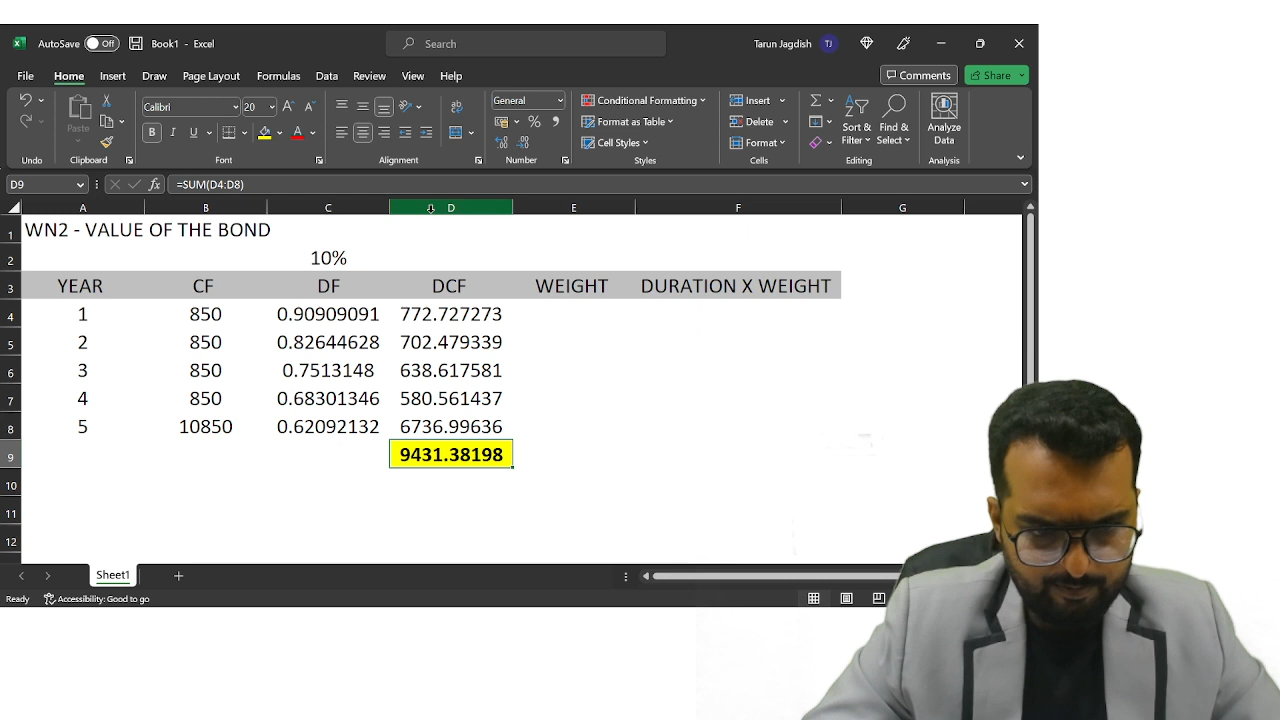 AutoSave Off Book1 - Excel Search Tarun Jagdish TJ
File Home Insert Draw Page Layout Formulas Data Review View Help Comments Share
Paste Calibri 20 General Conditional Formatting Insert Sort & Filter Find & Select Analyze Data
B I U A Format as Table Delete
Cell Styles Format
Undo Clipboard Font Alignment Number Styles Cells Editing Analysis
D9 fx =SUM(D4:D8)
A B C D E F G
1 WN2 - VALUE OF THE BOND
2 10%
3 YEAR CF DF DCF WEIGHT DURATION X WEIGHT
4 1 850 0.90909091 772.727273
5 2 850 0.82644628 702.479339
6 3 850 0.7513148 638.617581
7 4 850 0.68301346 580.561437
8 5 10850 0.62092132 6736.99636
9 9431.38198
10
11
12
Sheet1
Ready Accessibility: Good to go